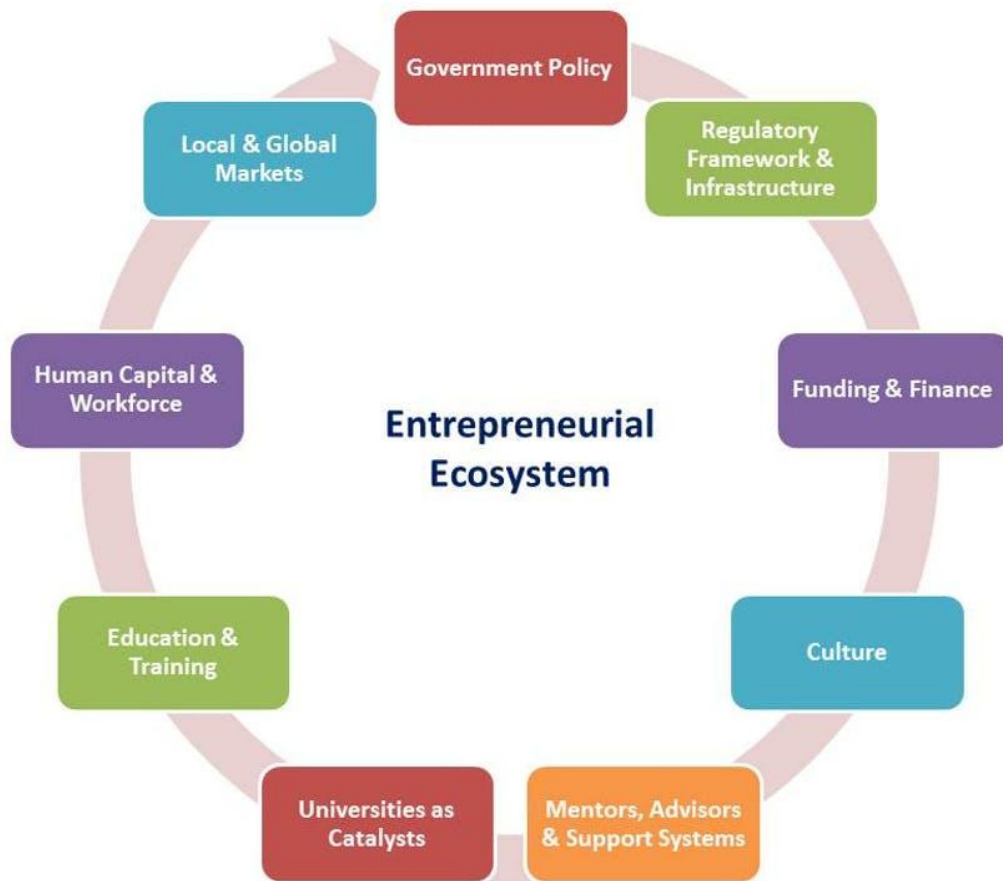 Government Policy
Regulatory
Framework &
Infrastructure
Funding & Finance
Culture
Mentors, Advisors
& Support Systems
Universities as
Catalysts
Education &
Training
Human Capital &
Workforce
Local & Global
Markets
Entrepreneurial
Ecosystem